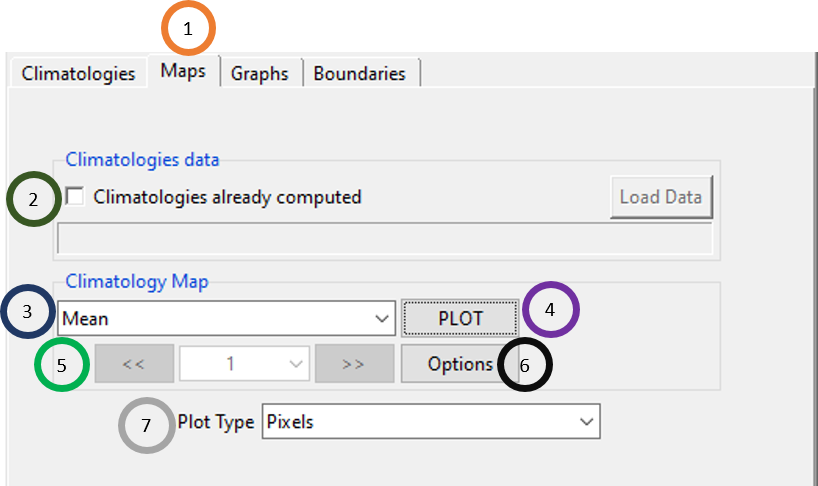 1
Climatologies Maps Graphs Boundaries
Climatologies data
2 Climatologies already computed Load Data
Climatology Map
3 Mean PLOT 4
5 << 1 >> Options 6
7 Plot Type Pixels